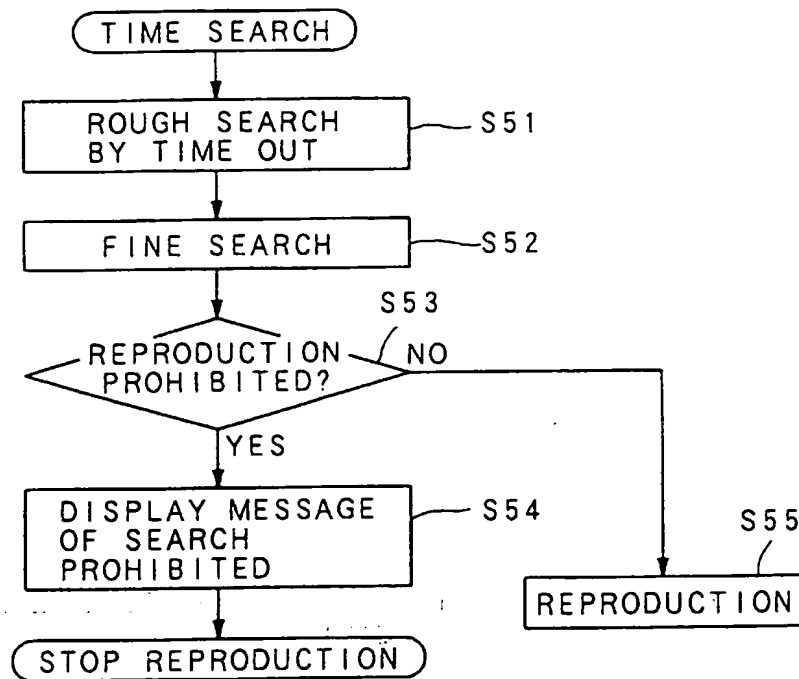 TIME SEARCH
ROUGH SEARCH
BY TIME OUT
S51
FINE SEARCH
S52
S53
REPRODUCTION
PROHIBITED?
NO
YES
DISPLAY MESSAGE
OF SEARCH
PROHIBITED
S54
S55
REPRODUCTION
STOP REPRODUCTION